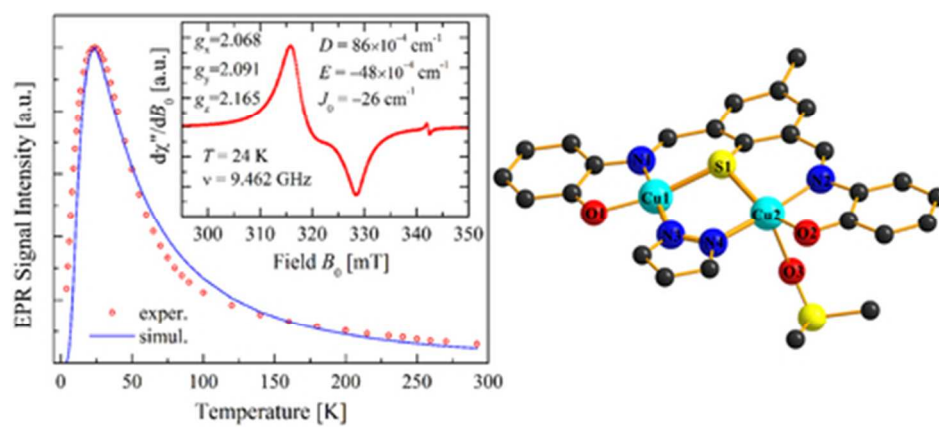 EPR Signal Intensity [a.u.]
dχ"/dB0 [a.u.]
gx=2.068
gy=2.091
gz=2.165
D = 86×10-4 cm-1
E = -48×10-4 cm-1
J0 = -26 cm-1
T = 24 K
ν = 9.462 GHz
300 310 320 330 340 350
Field B0 [mT]
exper.
simul.
0 50 100 150 200 250 300
Temperature [K]
N1
S1
N2
Cu1
Cu2
O1
O2
N3
N4
O3